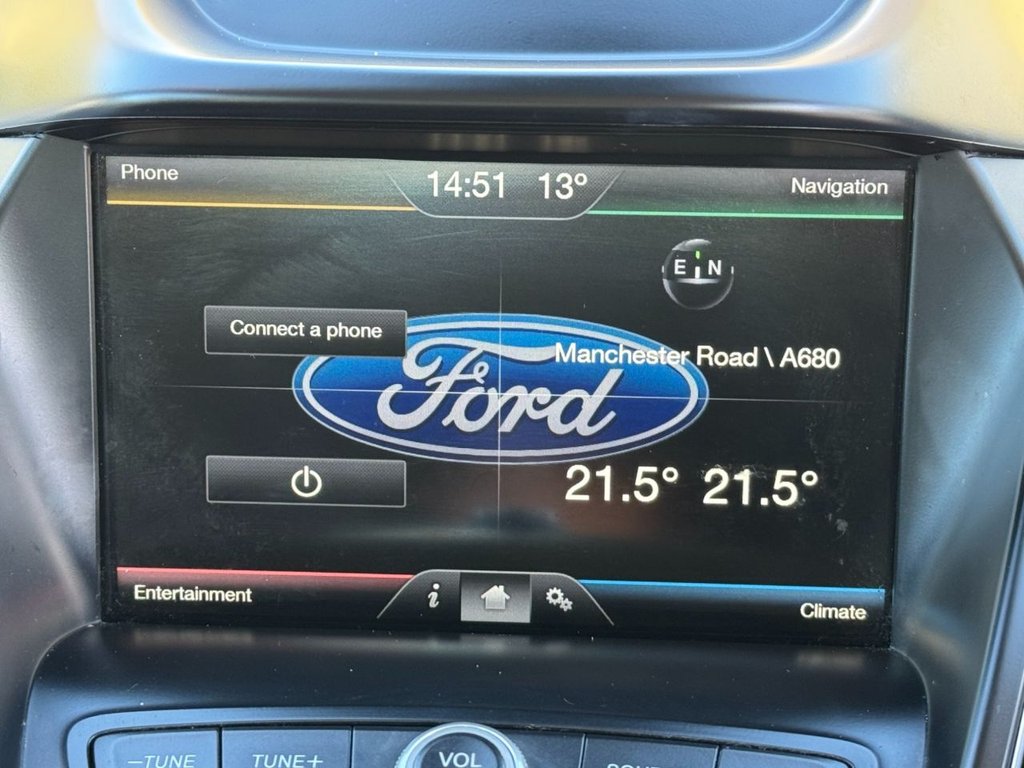 Phone
14:51 13°
Navigation
E N
Connect a phone
Manchester Road \ A680
Ford
21.5° 21.5°
Entertainment
i
Climate
−TUNE
TUNE+
VOL